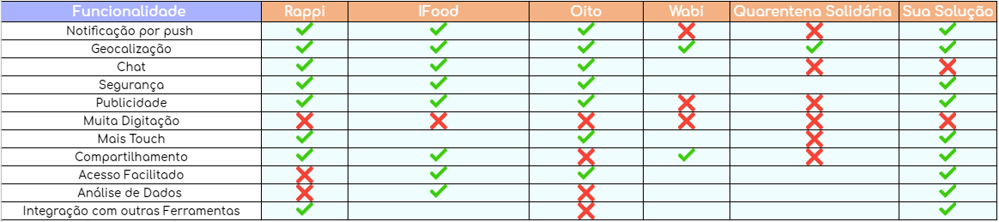 Funcionalidade Rappi IFood Oito Wabi Quarentena Solidária Sua Solução
Notificação por push
Geocalização
Chat
Segurança
Publicidade
Muita Digitação
Mais Touch
Compartilhamento
Acesso Facilitado
Análise de Dados
Integração com outras Ferramentas